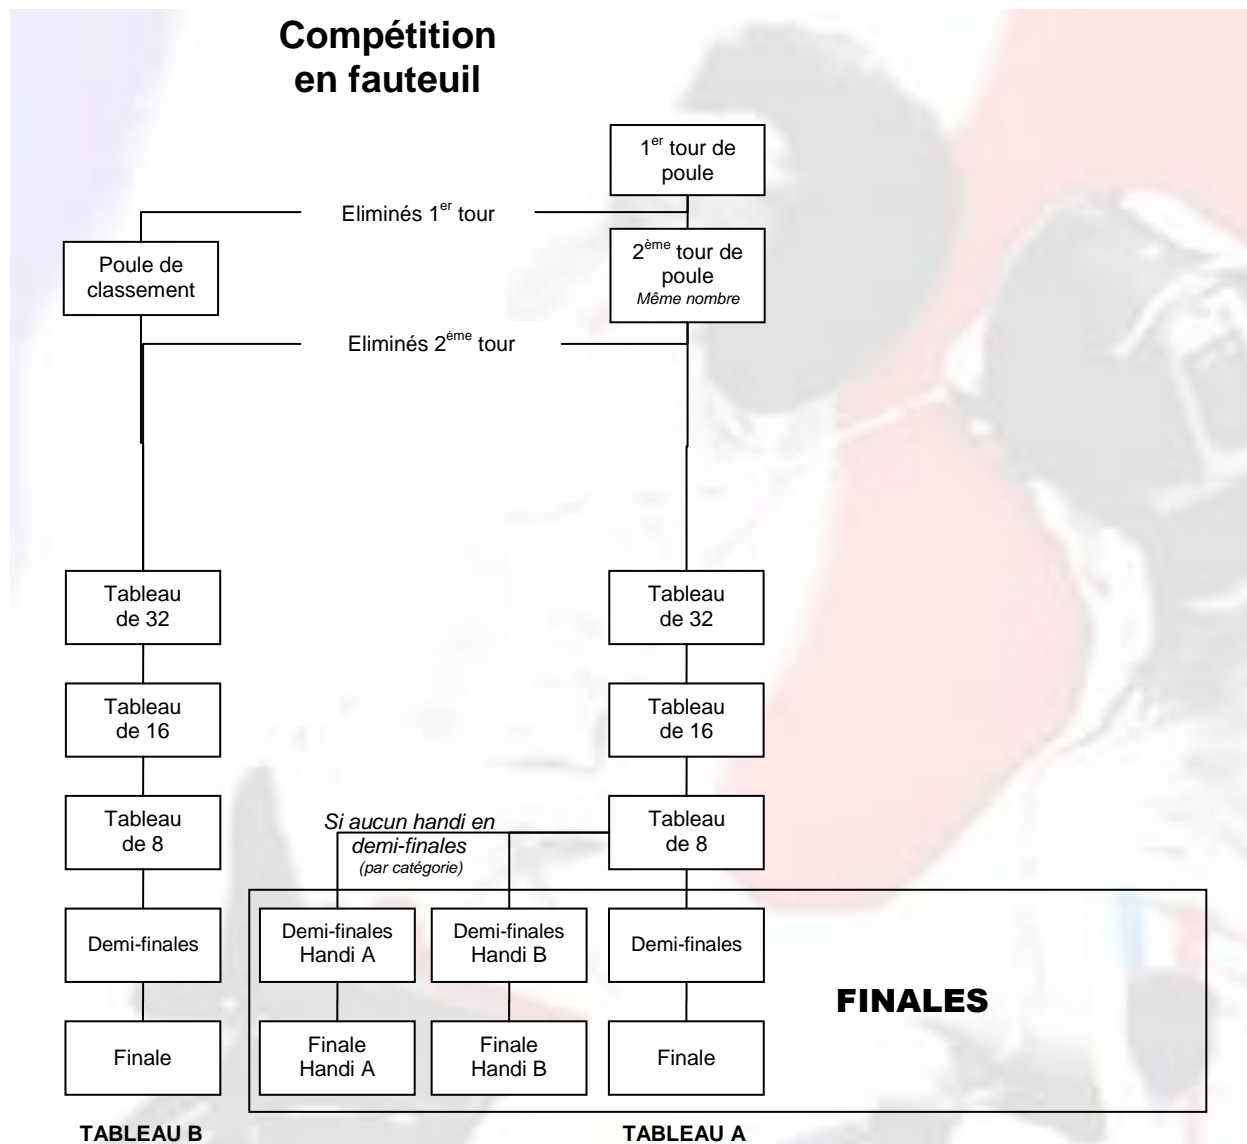 Compétition
en fauteuil
1er tour de
poule
Eliminés 1er tour
Poule de
classement
2ème tour de
poule
Même nombre
Eliminés 2ème tour
Tableau
de 32
Tableau
de 32
Tableau
de 16
Tableau
de 16
Tableau
de 8
Si aucun handi en
demi-finales
(par catégorie)
Tableau
de 8
Demi-finales
Demi-finales
Handi A
Demi-finales
Handi B
Demi-finales
FINALES
Finale
Finale
Handi A
Finale
Handi B
Finale
TABLEAU B
TABLEAU A